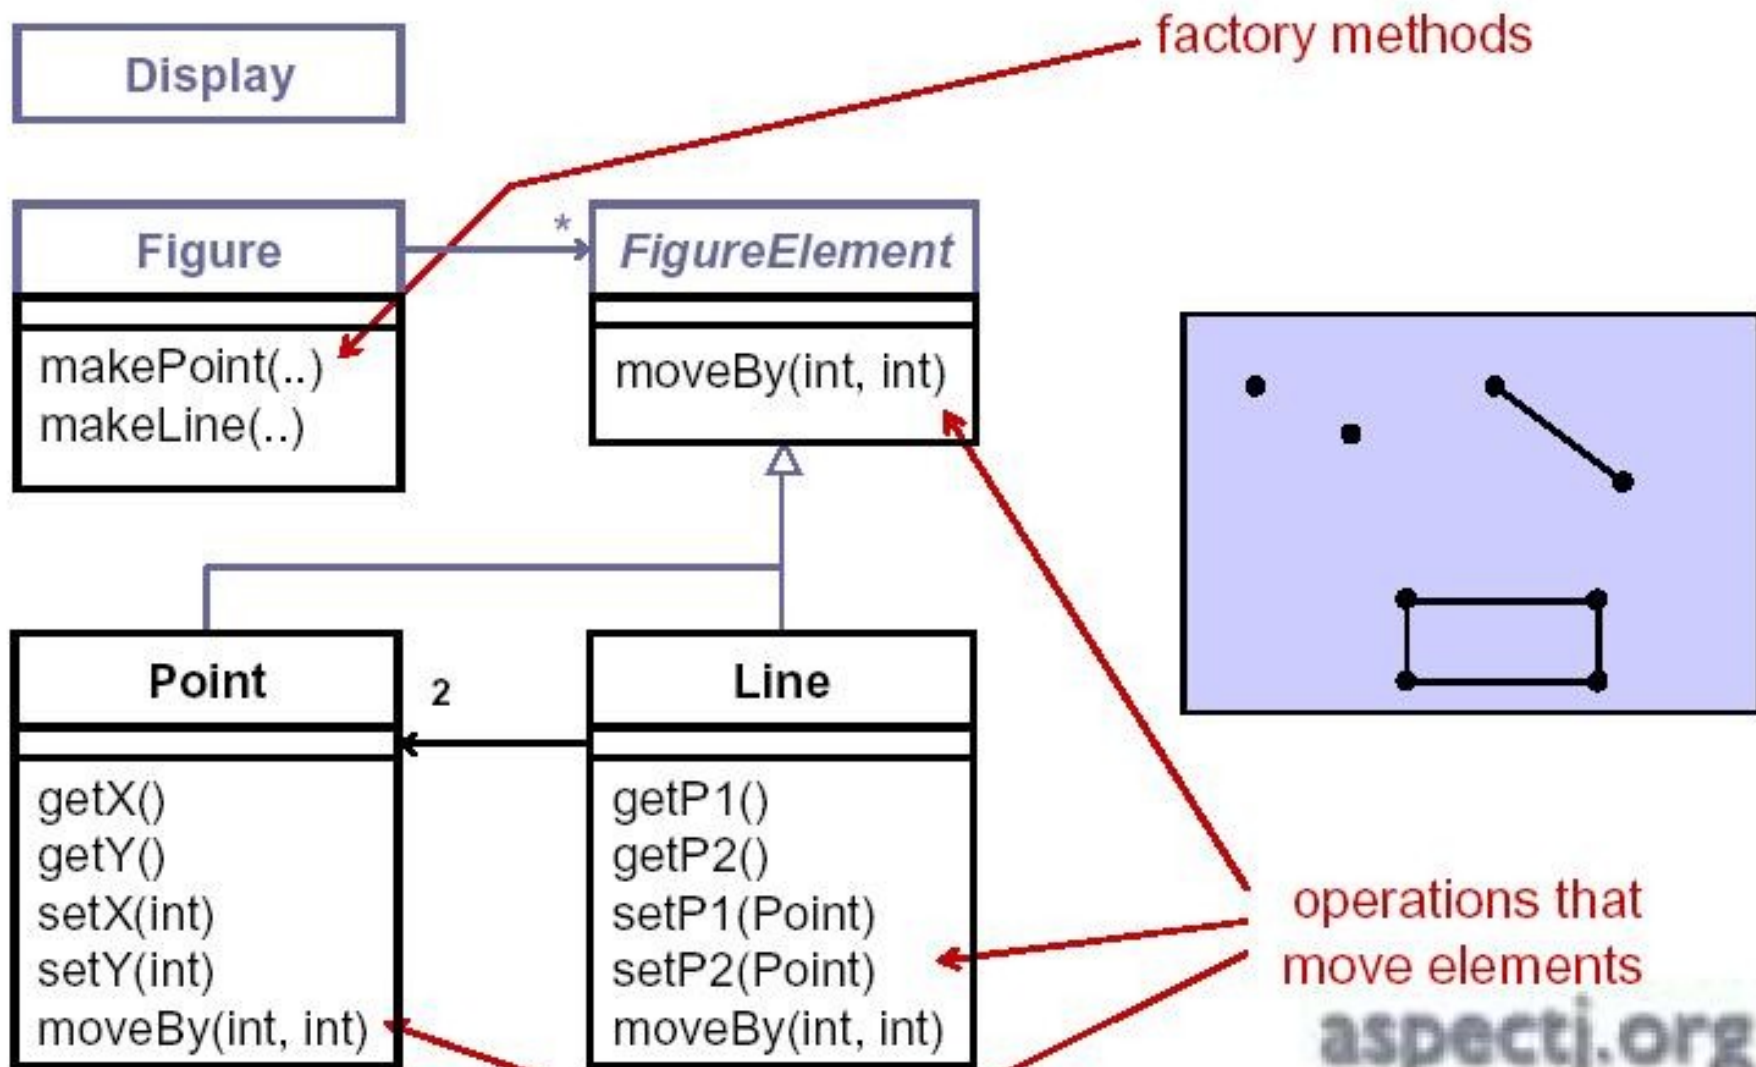 factory methods
Display
Figure
*
FigureElement
makePoint(..)
makeLine(..)
moveBy(int, int)
Point
2
Line
getX()
getY()
setX(int)
setY(int)
moveBy(int, int)
getP1()
getP2()
setP1(Point)
setP2(Point)
moveBy(int, int)
operations that
move elements
aspectj.org